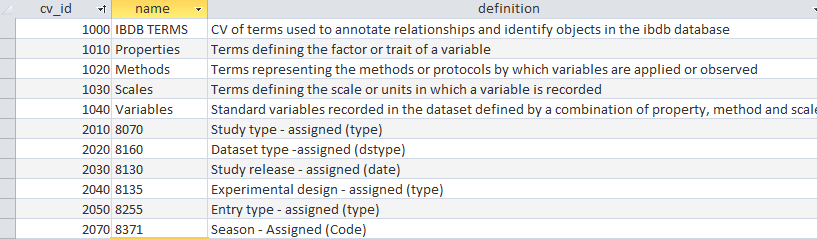 cv_id name definition
1000 IBDB TERMS CV of terms used to annotate relationships and identify objects in the ibdb database
1010 Properties Terms defining the factor or trait of a variable
1020 Methods Terms representing the methods or protocols by which variables are applied or observed
1030 Scales Terms defining the scale or units in which a variable is recorded
1040 Variables Standard variables recorded in the dataset defined by a combination of property, method and scale
2010 8070 Study type - assigned (type)
2020 8160 Dataset type -assigned (dstype)
2030 8130 Study release - assigned (date)
2040 8135 Experimental design - assigned (type)
2050 8255 Entry type - assigned (type)
2070 8371 Season - Assigned (Code)